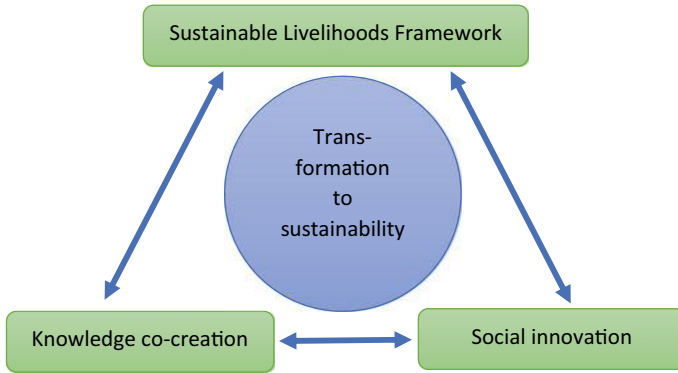 Sustainable Livelihoods Framework
Trans-
formation
to
sustainability
Knowledge co-creation
Social innovation